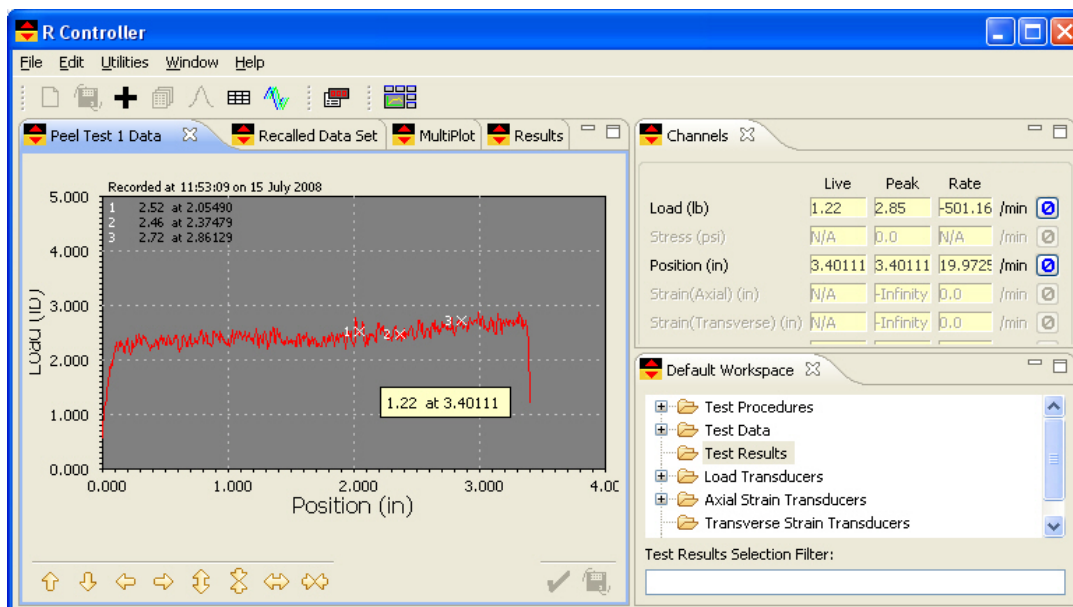 R Controller
File Edit Utilities Window Help
Peel Test 1 Data Recalled Data Set MultiPlot Results
Recorded at 11:53:09 on 15 July 2008
1 2.52 at 2.05490
2 2.46 at 2.37479
3 2.72 at 2.86129
5.000
4.000
3.000
2.000
1.000
0.000
Load (lb)
1 2 3
1.22 at 3.40111
0.000 1.000 2.000 3.000 4.00
Position (in)
Channels
Live Peak Rate
Load (lb) 1.22 2.85 -501.16 /min
Stress (psi) N/A 0.0 N/A /min
Position (in) 3.40111 3.40111 19.9725 /min
Strain(Axial) (in) N/A -Infinity 0.0 /min
Strain(Transverse) (in) N/A -Infinity 0.0 /min
Default Workspace
Test Procedures
Test Data
Test Results
Load Transducers
Axial Strain Transducers
Transverse Strain Transducers
Test Results Selection Filter: